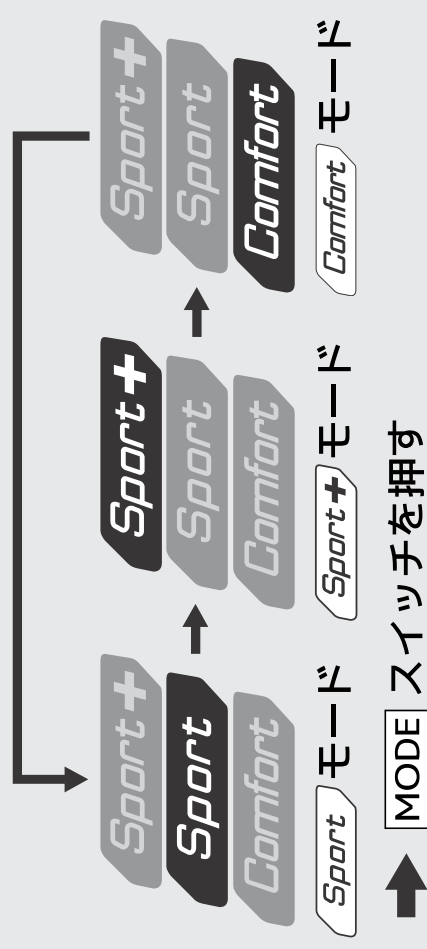 Sport+
Sport
Comfort
Sport モード
Sport+
Sport
Comfort
Sport+ モード
Sport+
Sport
Comfort
Comfort モード
MODE スイッチを押す